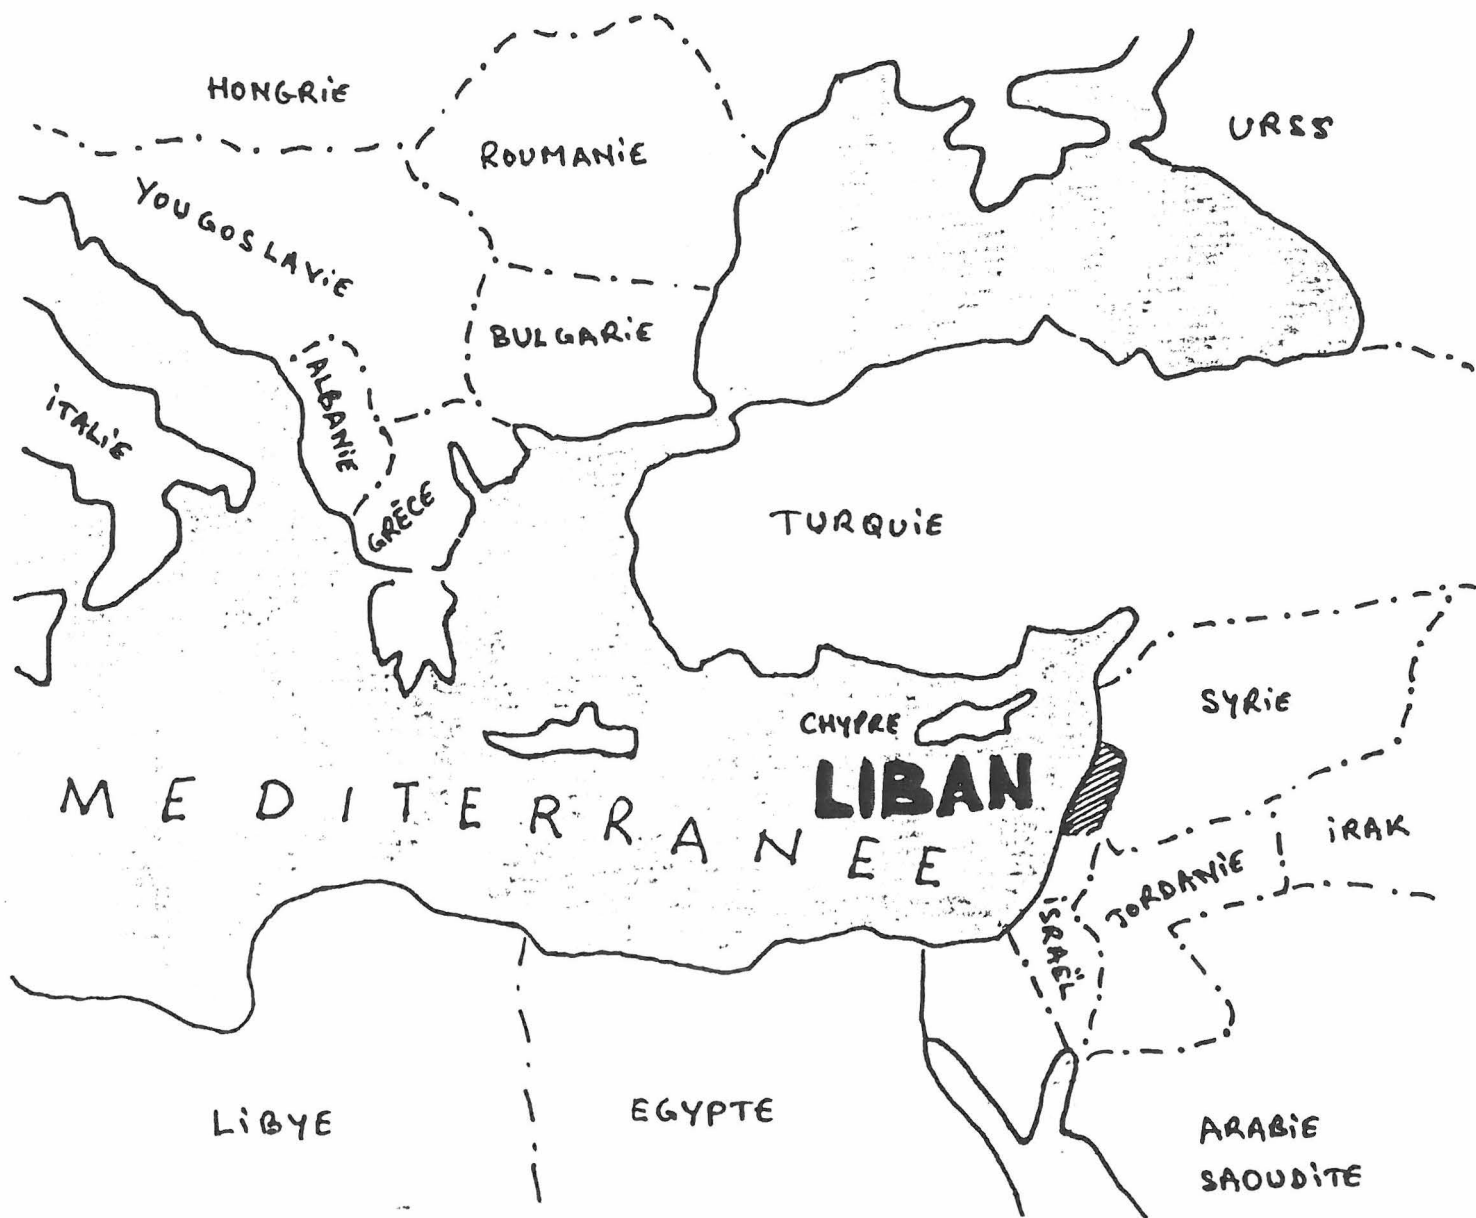 HONGRiE
URSS
ROUMANiE
YOUGOSLAViE
BULGARiE
ALBANiE
iTALiE
GRÈCE
TURQUiE
SYRiE
CHYPRE
LIBAN
MEDITERRANEE
iRAK
JORDANiE
iSRAËL
LiBYE
EGYPTE
ARABiE
SAOUDiTE